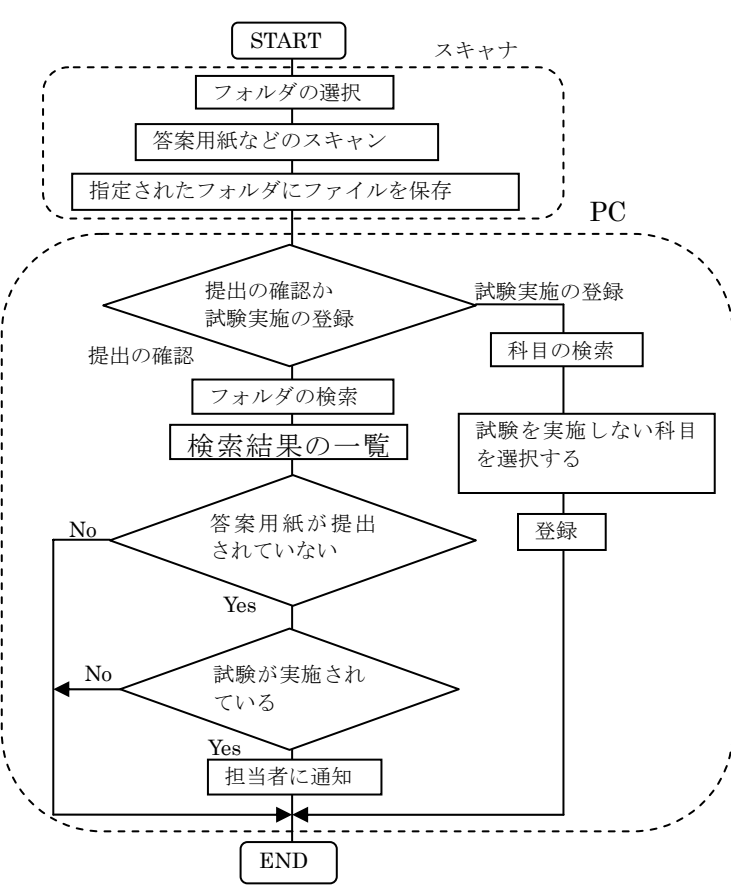 START
スキャナ
フォルダの選択
答案用紙などのスキャン
指定されたフォルダにファイルを保存
PC
提出の確認か
試験実施の登録
試験実施の登録
提出の確認
科目の検索
フォルダの検索
検索結果の一覧
試験を実施しない科目
を選択する
答案用紙が提出
されていない
No
登録
Yes
試験が実施され
ている
No
Yes
担当者に通知
END